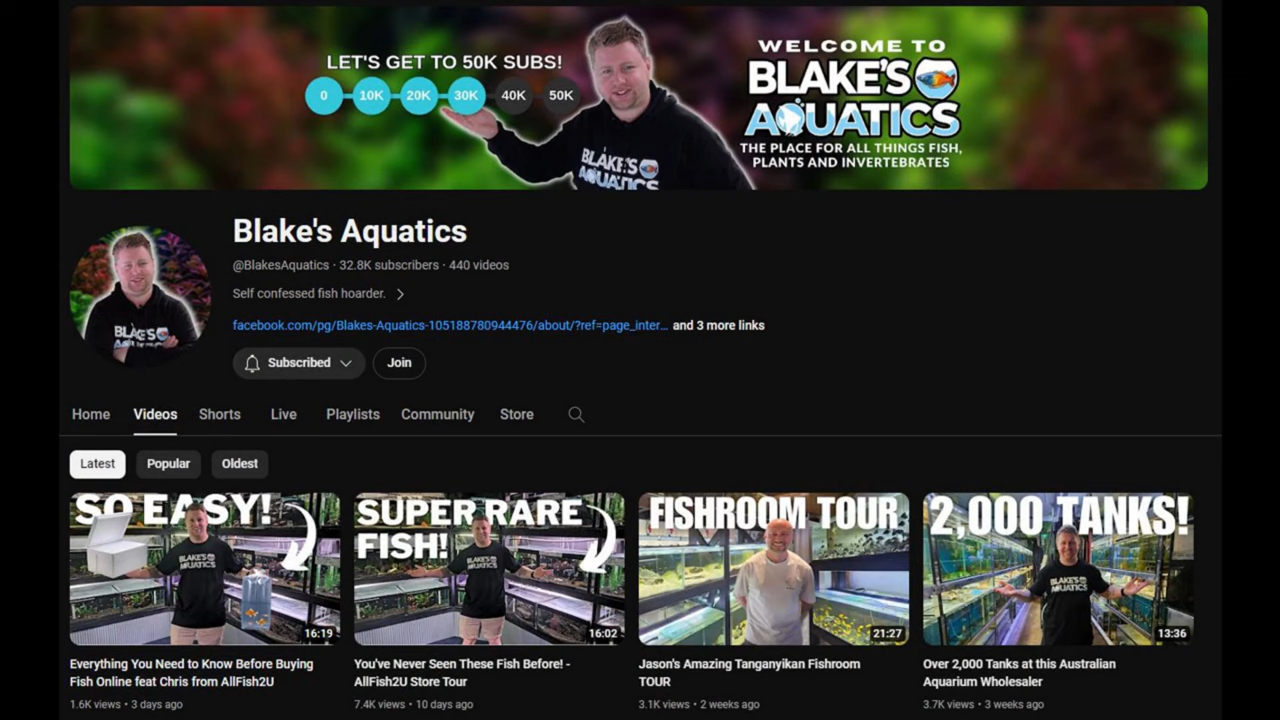 LET'S GET TO 50K SUBS!
0 10K 20K 30K 40K 50K
WELCOME TO
BLAKE'S
AQUATICS
THE PLACE FOR ALL THINGS FISH,
PLANTS AND INVERTEBRATES
BLAKE'S
AQUATICS
BLAKE'S
AQUATICS
Blake's Aquatics
@BlakesAquatics · 32.8K subscribers · 440 videos
Self confessed fish hoarder.
facebook.com/pg/Blakes-Aquatics-105188780944476/about/?ref=page_inter... and 3 more links
Subscribed
Join
Home Videos Shorts Live Playlists Community Store
Latest Popular Oldest
SO EASY!
BLAKE'S
AQUATICS
16:19
SUPER RARE
FISH!
BLAKE'S
AQUATICS
16:02
FISHROOM TOUR
21:27
2,000 TANKS!
BLAKE'S
AQUATICS
13:36
Everything You Need to Know Before Buying
Fish Online feat Chris from AllFish2U
1.6K views · 3 days ago
You've Never Seen These Fish Before! -
AllFish2U Store Tour
7.4K views · 10 days ago
Jason's Amazing Tanganyikan Fishroom
TOUR
3.1K views · 2 weeks ago
Over 2,000 Tanks at this Australian
Aquarium Wholesaler
3.7K views · 3 weeks ago